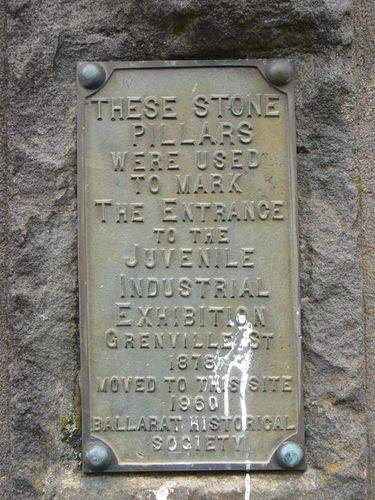 THESE STONE
PILLARS
WERE USED
TO MARK
THE ENTRANCE
TO THE
JUVENILE
INDUSTRIAL
EXHIBITION
GRENVILLE ST
1878
MOVED TO THIS SITE
1960
BALLARAT HISTORICAL
SOCIETY